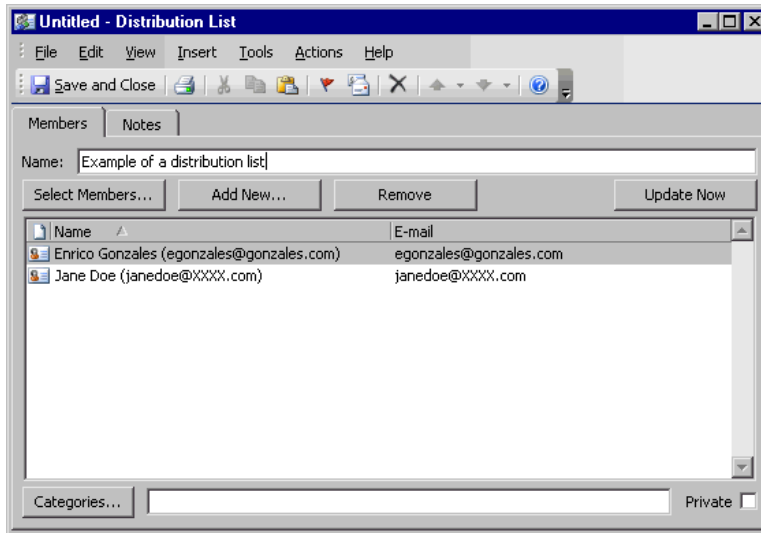 Untitled - Distribution List
File Edit View Insert Tools Actions Help
Save and Close
Members Notes
Name: Example of a distribution list
Select Members... Add New... Remove Update Now
Name E-mail
Enrico Gonzales (egonzales@gonzales.com) egonzales@gonzales.com
Jane Doe (janedoe@XXXX.com) janedoe@XXXX.com
Categories... Private